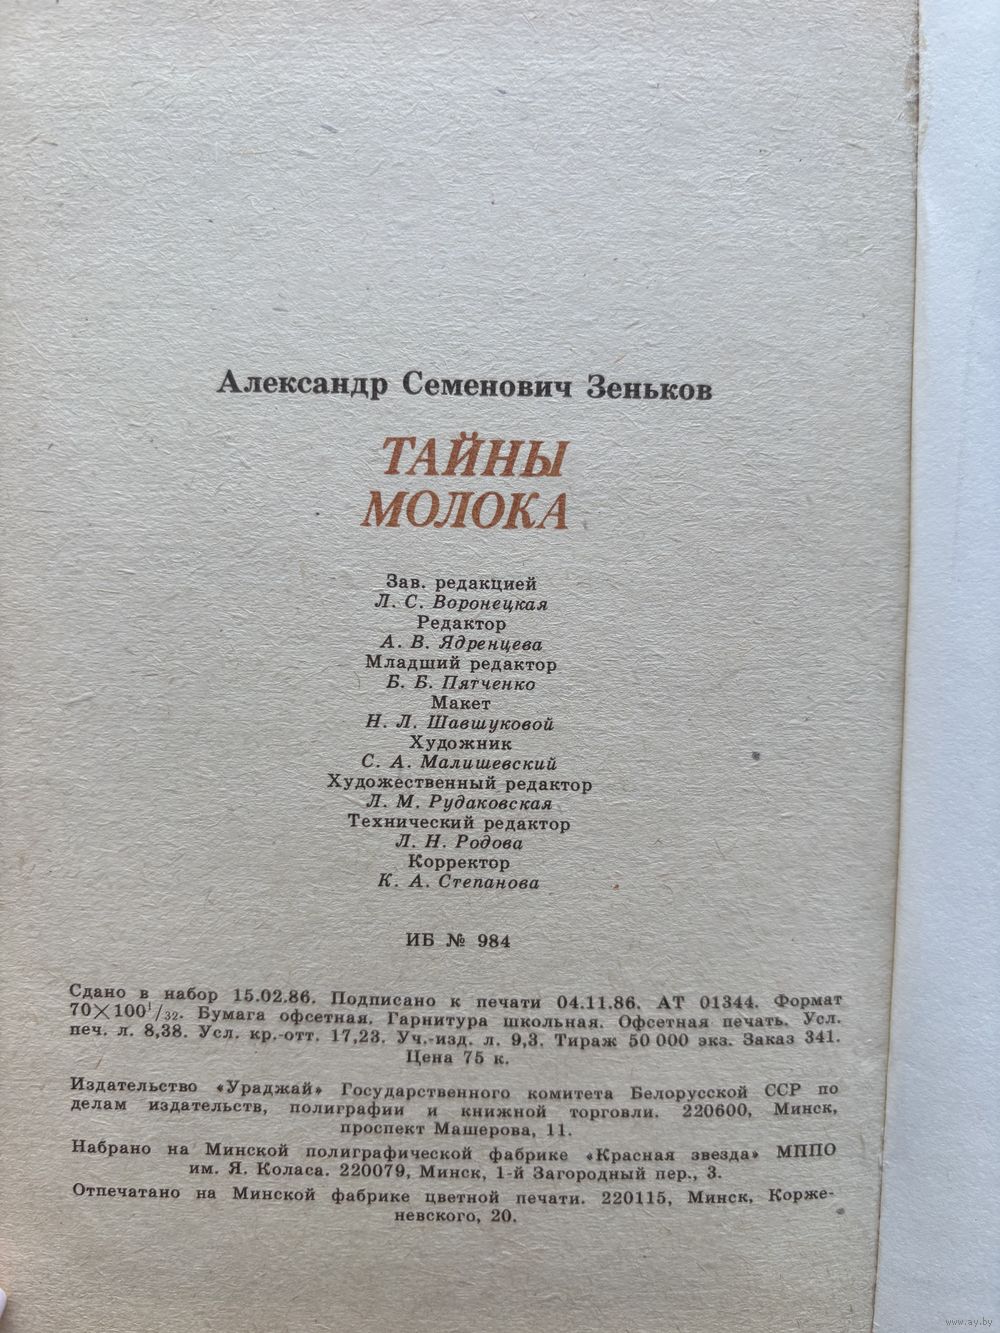 Александр Семенович Зеньков
ТАЙНЫ
МОЛОКА
Зав. редакцией
Л. С. Воронецкая
Редактор
А. В. Ядренцева
Младший редактор
Б. Б. Пятченко
Макет
Н. Л. Шавшуковой
Художник
С. А. Малишевский
Художественный редактор
Л. М. Рудаковская
Технический редактор
Л. Н. Родова
Корректор
К. А. Степанова
ИБ № 984
Сдано в набор 15.02.86. Подписано к печати 04.11.86. АТ 01344. Формат
70×100¹/₃₂. Бумага офсетная. Гарнитура школьная. Офсетная печать. Усл.
печ. л. 8,38. Усл. кр.-отт. 17,23. Уч.-изд. л. 9,3. Тираж 50 000 экз. Заказ 341.
Цена 75 к.
Издательство «Ураджай» Государственного комитета Белорусской ССР по
делам издательств, полиграфии и книжной торговли. 220600, Минск,
проспект Машерова, 11.
Набрано на Минской полиграфической фабрике «Красная звезда» МППО
им. Я. Коласа. 220079, Минск, 1-й Загородный пер., 3.
Отпечатано на Минской фабрике цветной печати. 220115, Минск, Корже-
невского, 20.
www.ay.by